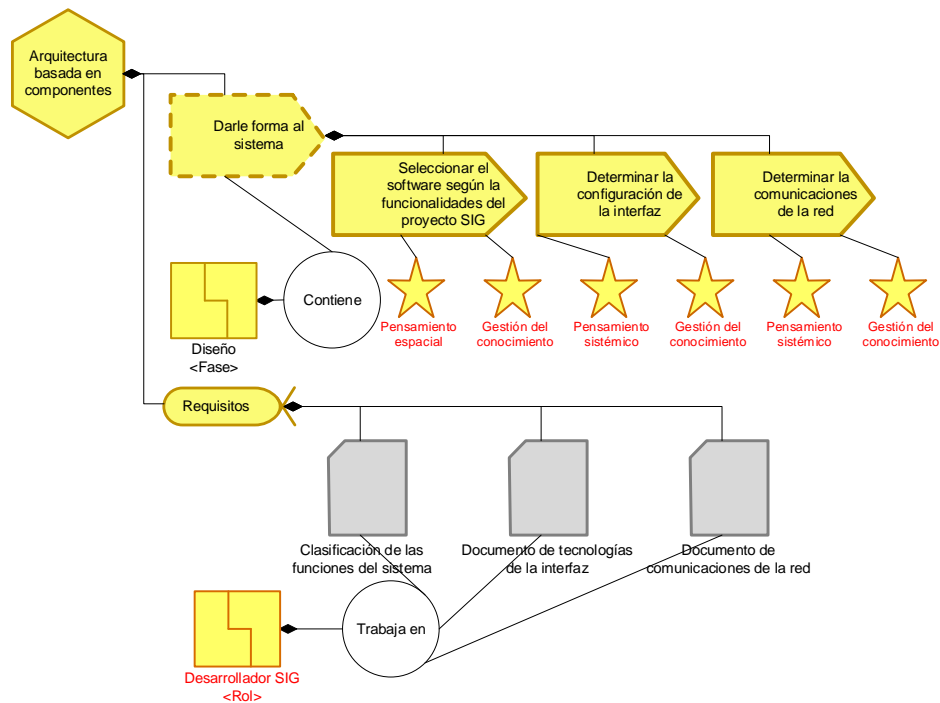 Arquitectura
basada en
componentes
Darle forma al
sistema
Seleccionar el
software según la
funcionalidades del
proyecto SIG
Determinar la
configuración de
la interfaz
Determinar la
comunicaciones
de la red
Contiene
Diseño
<Fase>
Pensamiento
espacial
Gestión del
conocimiento
Pensamiento
sistémico
Gestión del
conocimiento
Pensamiento
sistémico
Gestión del
conocimiento
Requisitos
Clasificación de las
funciones del sistema
Documento de tecnologías
de la interfaz
Documento de
comunicaciones de la red
Trabaja en
Desarrollador SIG
<Rol>